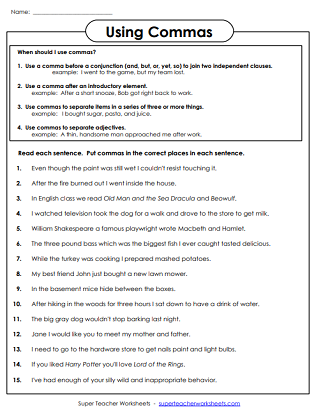 Name:
Using Commas
When should I use commas?
1. Use a comma before a conjunction (and, but, or, yet, so) to join two independent clauses.
example: I went to the game, but my team lost.
2. Use a comma after an introductory element.
example: After a short snooze, Bob got right back to work.
3. Use commas to separate items in a series of three or more things.
example: I bought sugar, pasta, and juice.
4. Use commas to separate adjectives.
example: A thin, handsome man approached me after work.
Read each sentence. Put commas in the correct places in each sentence.
1. Even though the paint was still wet I couldn't resist touching it.
2. After the fire burned out I went inside the house.
3. In English class we read Old Man and the Sea Dracula and Beowulf.
4. I watched television took the dog for a walk and drove to the store to get milk.
5. William Shakespeare a famous playwright wrote Macbeth and Hamlet.
6. The three pound bass which was the biggest fish I ever caught tasted delicious.
7. While the turkey was cooking I prepared mashed potatoes.
8. My best friend John just bought a new lawn mower.
9. In the basement mice hide between the boxes.
10. After hiking in the woods for three hours I sat down to have a drink of water.
11. The big gray dog wouldn't stop barking last night.
12. Jane I would like you to meet my mother and father.
13. I need to go to the hardware store to get nails paint and light bulbs.
14. If you liked Harry Potter you'll love Lord of the Rings.
15. I've had enough of your silly wild and inappropriate behavior.
Super Teacher Worksheets - superteacherworksheets.com